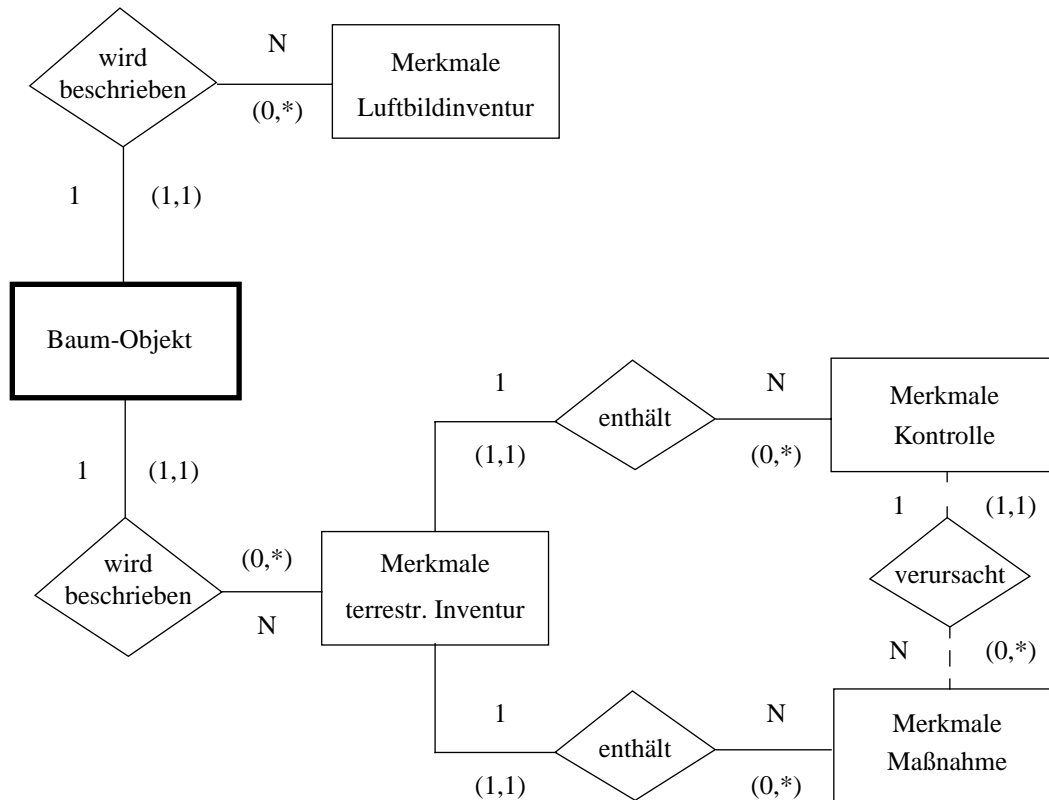 wird
beschrieben
N
(0,*)
Merkmale
Luftbildinventur
1
(1,1)
Baum-Objekt
1
(1,1)
wird
beschrieben
(0,*)
N
Merkmale
terrestr. Inventur
1
(1,1)
enthält
N
(0,*)
Merkmale
Kontrolle
1
(1,1)
verursacht
N
(0,*)
1
(1,1)
enthält
N
(0,*)
Merkmale
Maßnahme